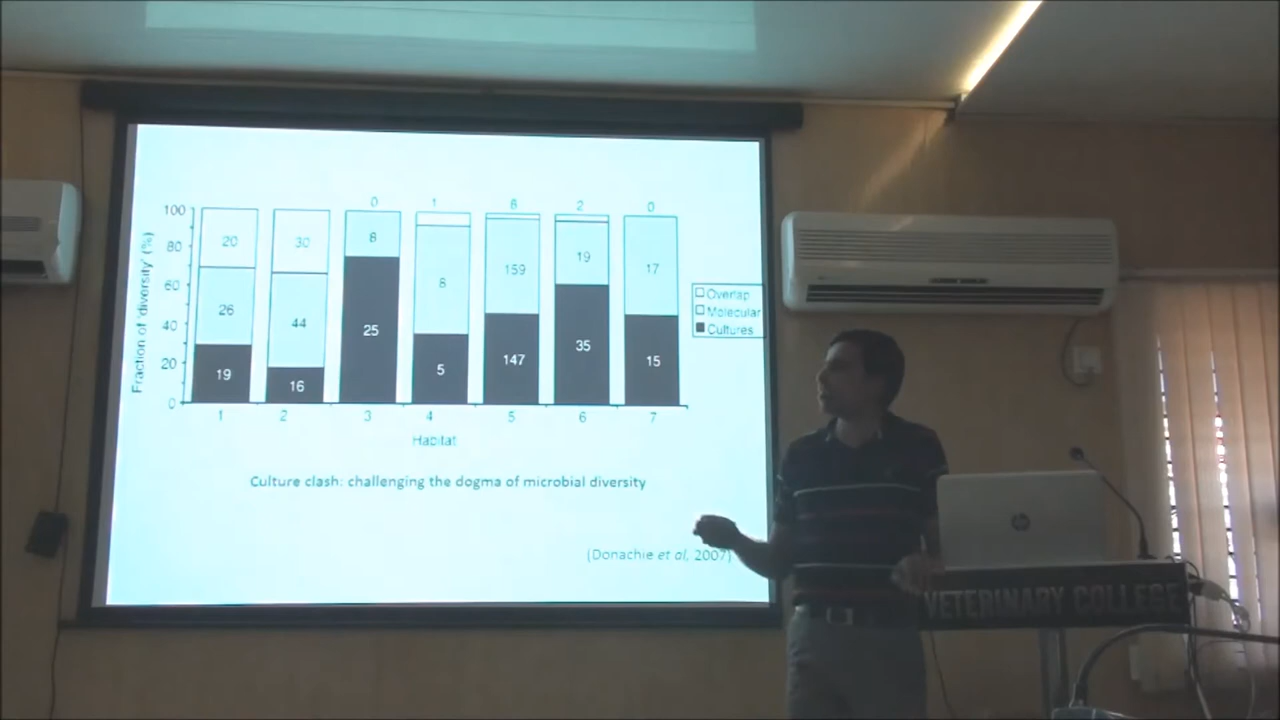 0 1 8 2 0
100
80
60
40
20
0
Fraction of 'diversity' (%)
20 30 8 8 159 19 17
26 44 25 5 147 35 15
19 16
1 2 3 4 5 6 7
Habitat
Overlap
Molecular
Cultures
Culture clash: challenging the dogma of microbial diversity
(Donachie et al, 2007)
hp
VETERINARY COLLEGE